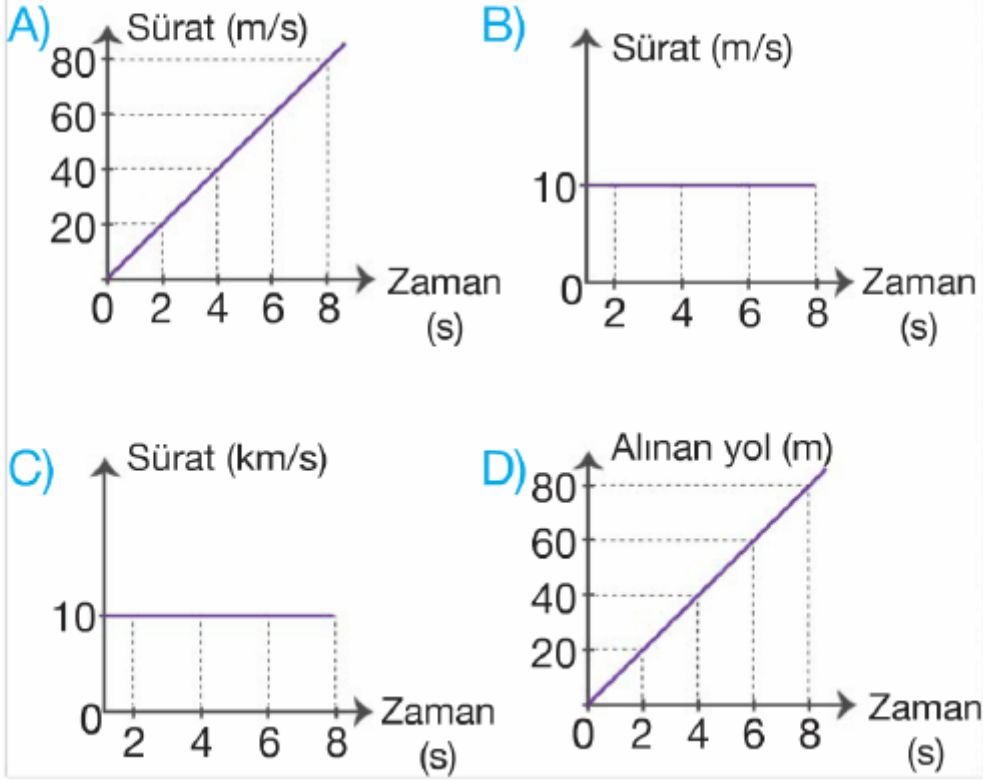 A) Sürat (m/s)
80
60
40
20
0 2 4 6 8 Zaman
(s)
B) Sürat (m/s)
10
0 2 4 6 8 Zaman
(s)
C) Sürat (km/s)
10
0 2 4 6 8 Zaman
(s)
D) Alınan yol (m)
80
60
40
20
0 2 4 6 8 Zaman
(s)